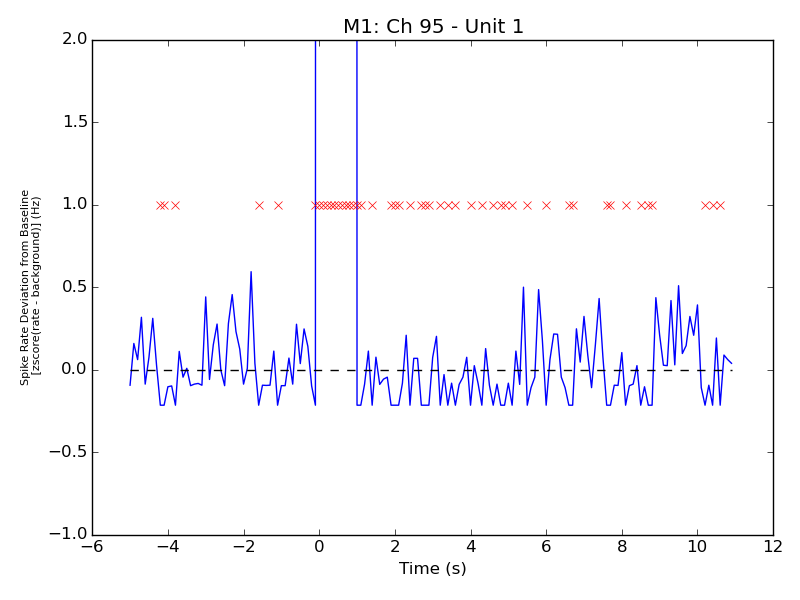 M1: Ch 95 - Unit 1
2.0
1.5
1.0
0.5
0.0
−0.5
−1.0
Spike Rate Deviation from Baseline
[zscore(rate - background)] (Hz)
−6 −4 −2 0 2 4 6 8 10 12
Time (s)